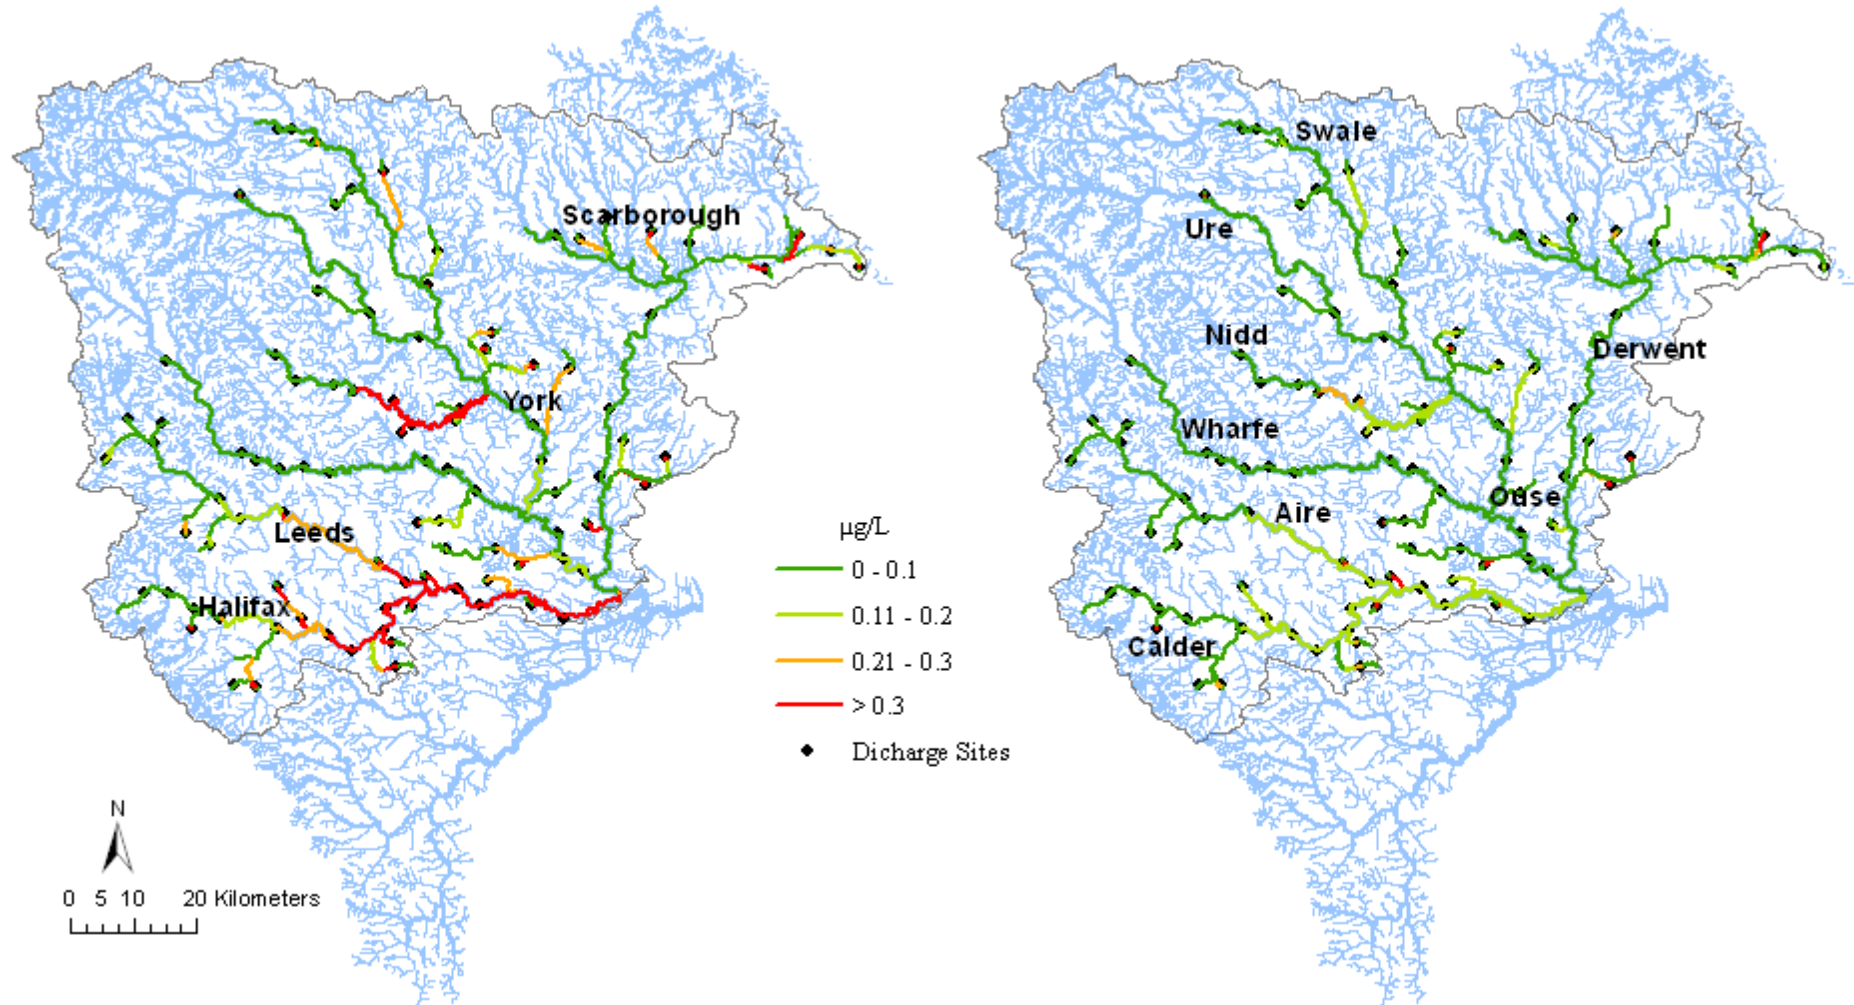 Swale
Scarborough
Ure
Nidd
Derwent
York
Wharfe
Ouse
Aire
Leeds
µg/L
0 - 0.1
Halifax
0.11 - 0.2
Calder
0.21 - 0.3
> 0.3
Dicharge Sites
N
0 5 10 20 Kilometers